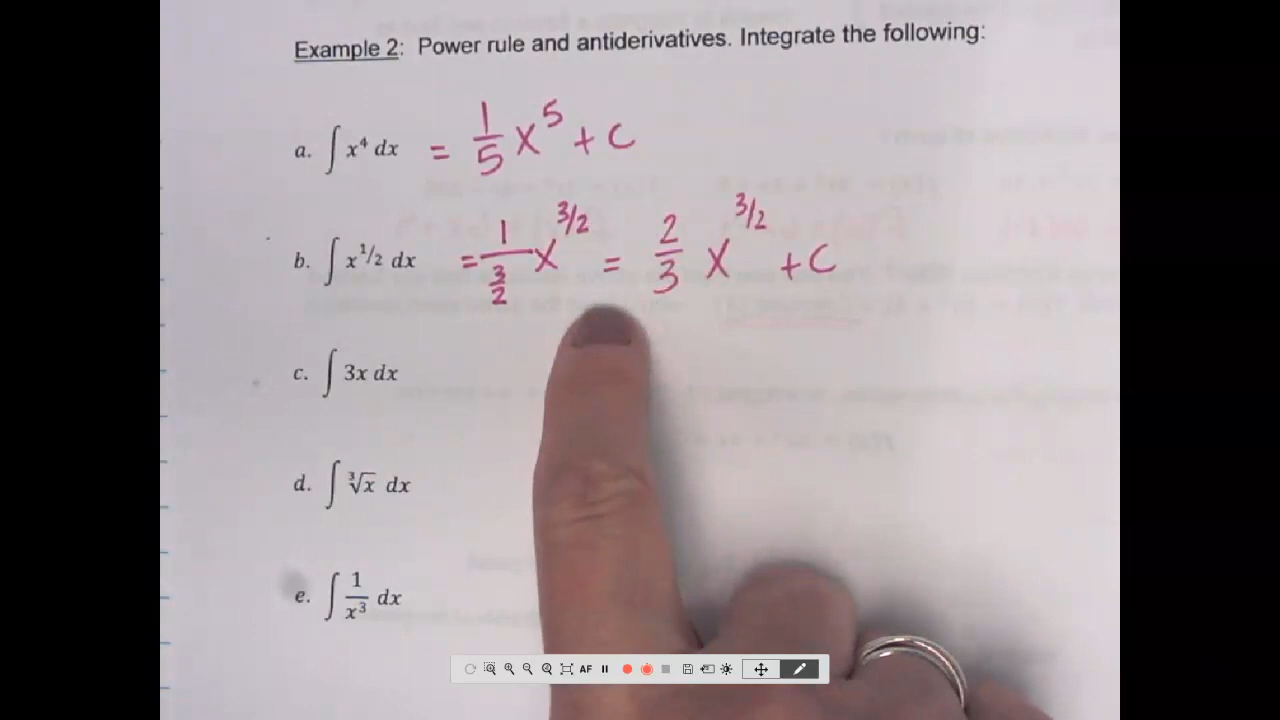 Example 2: Power rule and antiderivatives. Integrate the following:
a. ∫ x⁴ dx = 1/5 x⁵ + C
b. ∫ x^1/2 dx = 1/(3/2) x^3/2 = 2/3 x^3/2 + C
c. ∫ 3x dx
d. ∫ ∛x dx
e. ∫ 1/x³ dx
AF